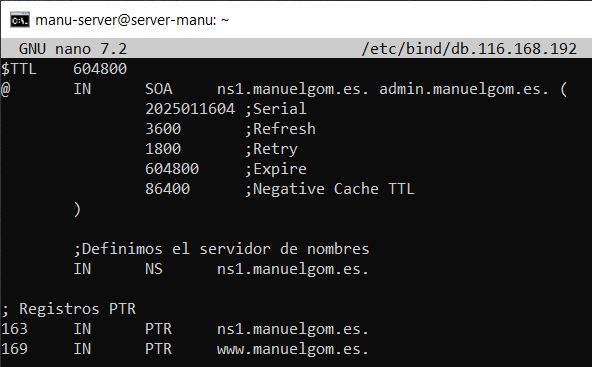 manu-server@server-manu: ~
GNU nano 7.2 /etc/bind/db.116.168.192
$TTL 604800
@ IN SOA ns1.manuelgom.es. admin.manuelgom.es. (
2025011604 ;Serial
3600 ;Refresh
1800 ;Retry
604800 ;Expire
86400 ;Negative Cache TTL
)
;Definimos el servidor de nombres
IN NS ns1.manuelgom.es.
; Registros PTR
163 IN PTR ns1.manuelgom.es.
169 IN PTR www.manuelgom.es.